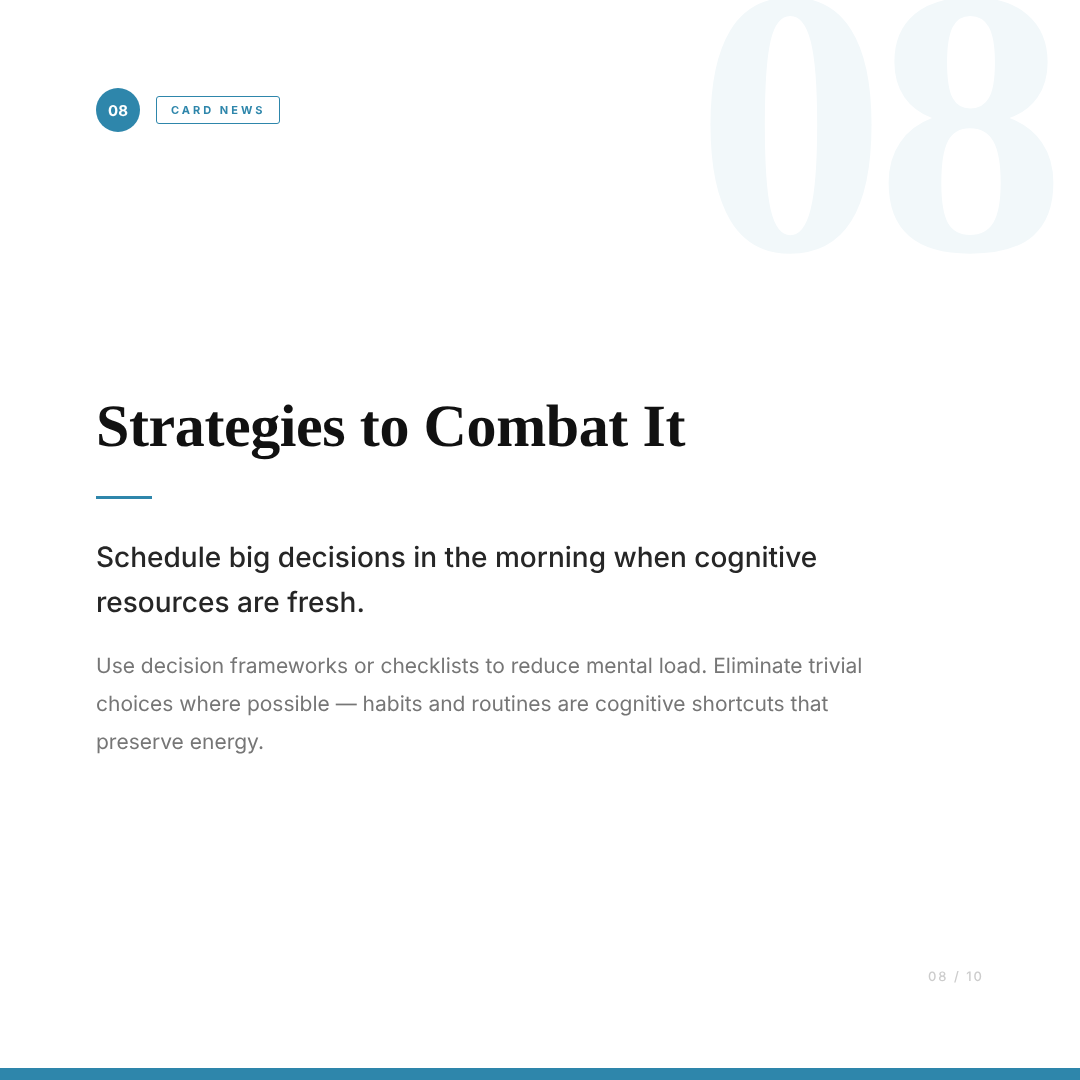 08
08
CARD NEWS
Strategies to Combat It
Schedule big decisions in the morning when cognitive
resources are fresh.
Use decision frameworks or checklists to reduce mental load. Eliminate trivial
choices where possible — habits and routines are cognitive shortcuts that
preserve energy.
08 / 10